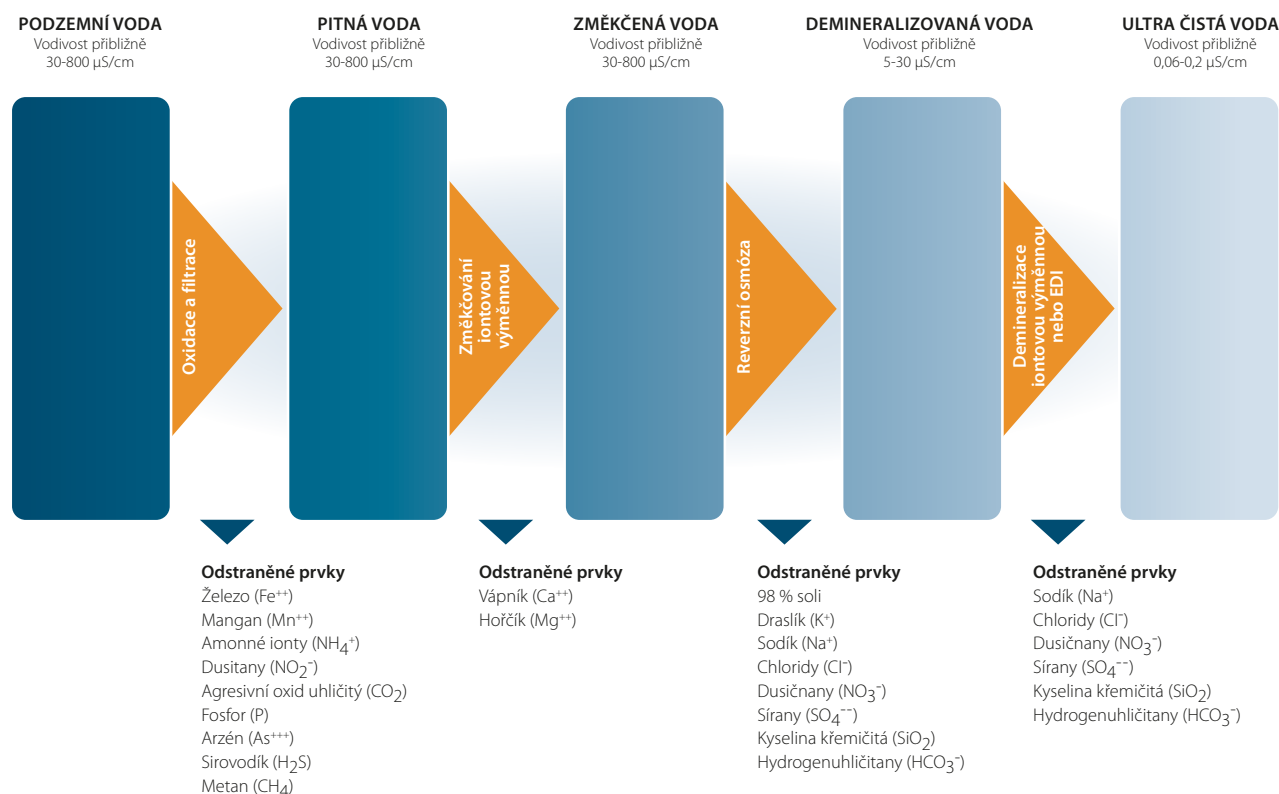 PODZEMNÍ VODA
Vodivost přibližně
30-800 µS/cm
PITNÁ VODA
Vodivost přibližně
30-800 µS/cm
ZMĚKČENÁ VODA
Vodivost přibližně
30-800 µS/cm
DEMINERALIZOVANÁ VODA
Vodivost přibližně
5-30 µS/cm
ULTRA ČISTÁ VODA
Vodivost přibližně
0,06-0,2 µS/cm
Oxidace a filtrace
Změkčování
iontovou
výměnnou
Reverzní osmóza
Demineralizace
iontovou výměnnou
nebo EDI
Odstraněné prvky
Železo (Fe⁺⁺)
Mangan (Mn⁺⁺)
Amonné ionty (NH₄⁺)
Dusitany (NO₂⁻)
Agresivní oxid uhličitý (CO₂)
Fosfor (P)
Arzén (As⁺⁺⁺)
Sirovodík (H₂S)
Metan (CH₄)
Odstraněné prvky
Vápník (Ca⁺⁺)
Hořčík (Mg⁺⁺)
Odstraněné prvky
98 % soli
Draslík (K⁺)
Sodík (Na⁺)
Chloridy (Cl⁻)
Dusičnany (NO₃⁻)
Sírany (SO₄⁻⁻)
Kyselina křemičitá (SiO₂)
Hydrogenuhličitany (HCO₃⁻)
Odstraněné prvky
Sodík (Na⁺)
Chloridy (Cl⁻)
Dusičnany (NO₃⁻)
Sírany (SO₄⁻⁻)
Kyselina křemičitá (SiO₂)
Hydrogenuhličitany (HCO₃⁻)